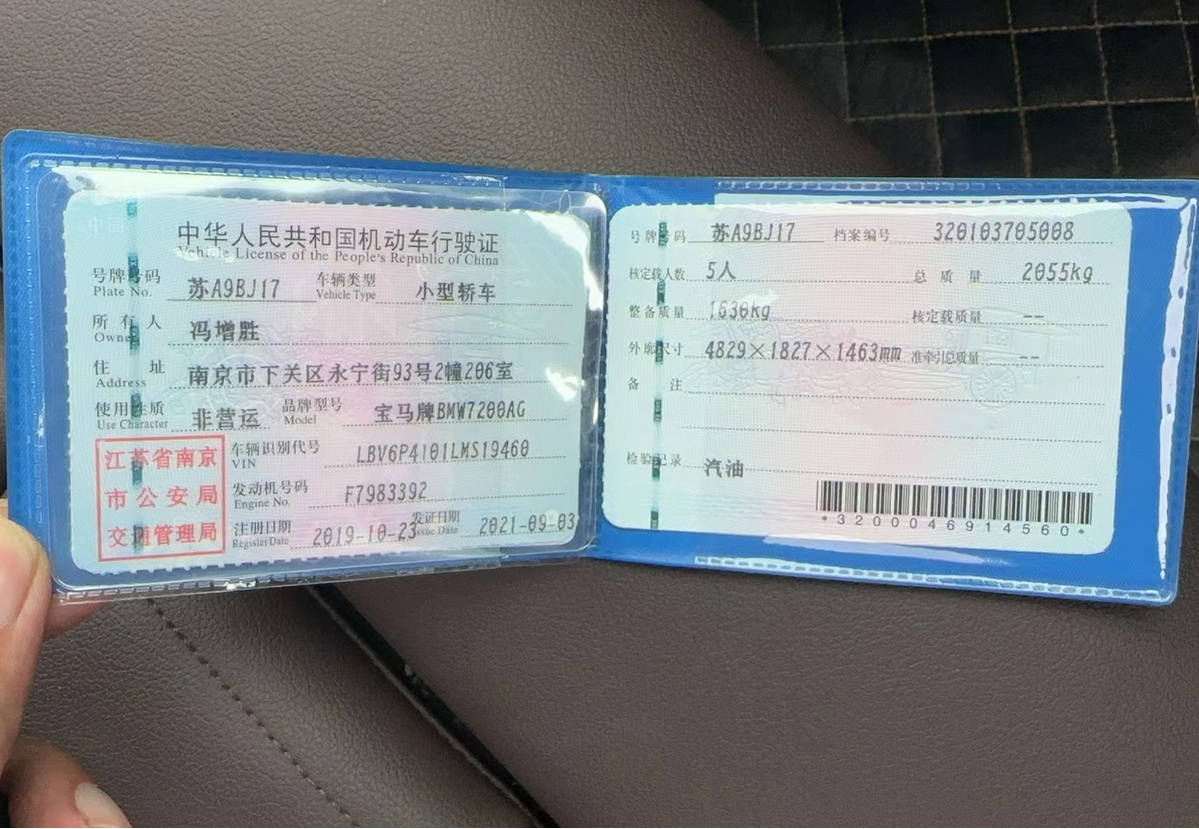 中华人民共和国机动车行驶证
Vehicle License of the People's Republic of China
号牌号码 苏A9BJ17 车辆类型 小型轿车
Plate No. Vehicle Type
所有人 冯增胜
Owner
住址 南京市下关区永宁街93号2幢206室
Address
使用性质 非营运 品牌型号 宝马牌BMW7200AG
Use Character Model
江苏省南京
市公安局
交通管理局
车辆识别代号 LBV6P4101LMS19460
VIN
发动机号码 F7983392
Engine No.
注册日期 2019-10-23 发证日期 2021-09-03
Register Date Issue Date
号牌号码 苏A9BJ17 档案编号 320103705008
核定载人数 5人 总质量 2055kg
整备质量 1630kg 核定载质量 --
外廓尺寸 4829×1827×1463mm 准牵引总质量 --
备注
检验记录 汽油
*3200046914560*